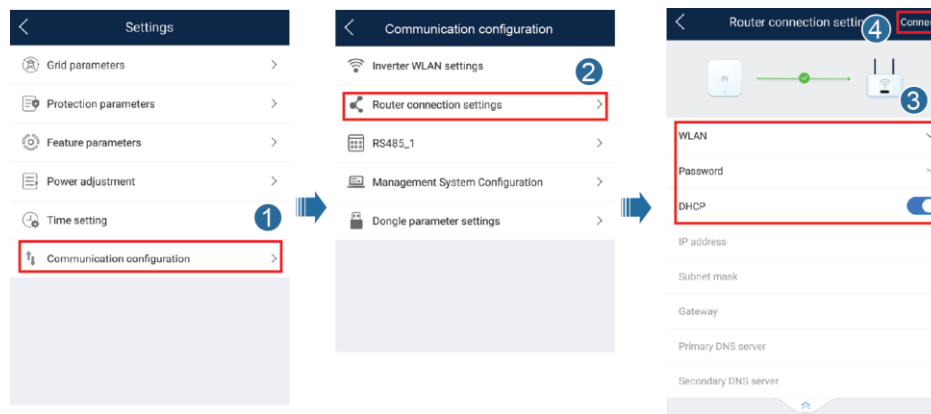 Settings
Grid parameters
Protection parameters
Feature parameters
Power adjustment
Time setting
1
Communication configuration
Communication configuration
Inverter WLAN settings
2
Router connection settings
RS485_1
Management System Configuration
Dongle parameter settings
Router connection settin
4
Connec
3
WLAN
Password
DHCP
IP address
Subnet mask
Gateway
Primary DNS server
Secondary DNS server